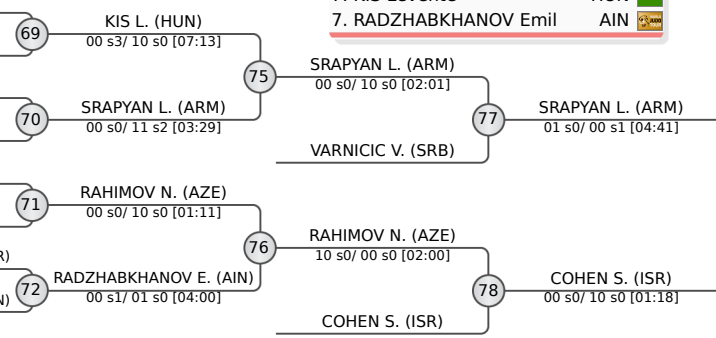 7. RADZHABKHANOV Emil AIN
69
KIS L. (HUN)
00 s3/ 10 s0 [07:13]
75
SRAPYAN L. (ARM)
00 s0/ 10 s0 [02:01]
70
SRAPYAN L. (ARM)
00 s0/ 11 s2 [03:29]
77
SRAPYAN L. (ARM)
01 s0/ 00 s1 [04:41]
VARNICIC V. (SRB)
71
RAHIMOV N. (AZE)
00 s0/ 10 s0 [01:11]
76
RAHIMOV N. (AZE)
10 s0/ 00 s0 [02:00]
72
RADZHABKHANOV E. (AIN)
00 s1/ 01 s0 [04:00]
78
COHEN S. (ISR)
00 s0/ 10 s0 [01:18]
COHEN S. (ISR)